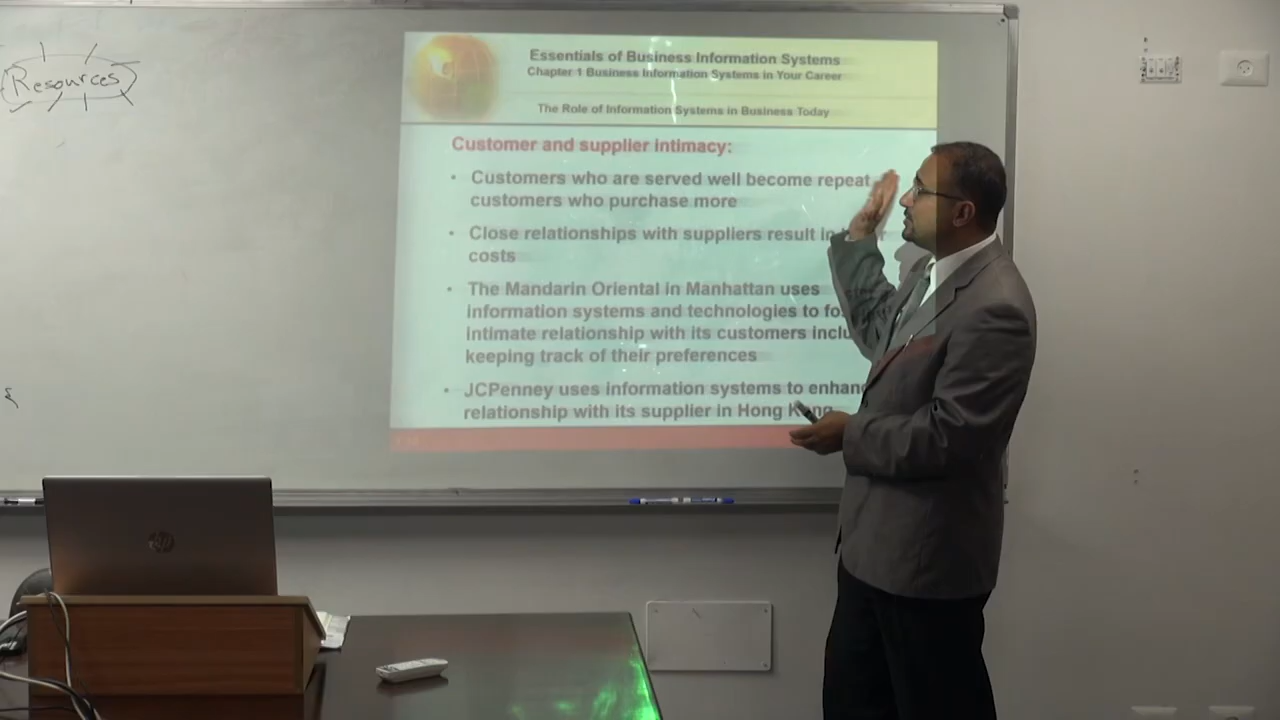 Resources
Essentials of Business Information Systems
Chapter 1 Business Information Systems in Your Career
The Role of Information Systems in Business Today
Customer and supplier intimacy:
• Customers who are served well become repeat
customers who purchase more
• Close relationships with suppliers result in
costs
• The Mandarin Oriental in Manhattan uses
information systems and technologies to
intimate relationship with its customers
keeping track of their preferences
• JCPenney uses information systems to
relationship with its supplier in Hong Kong
hp